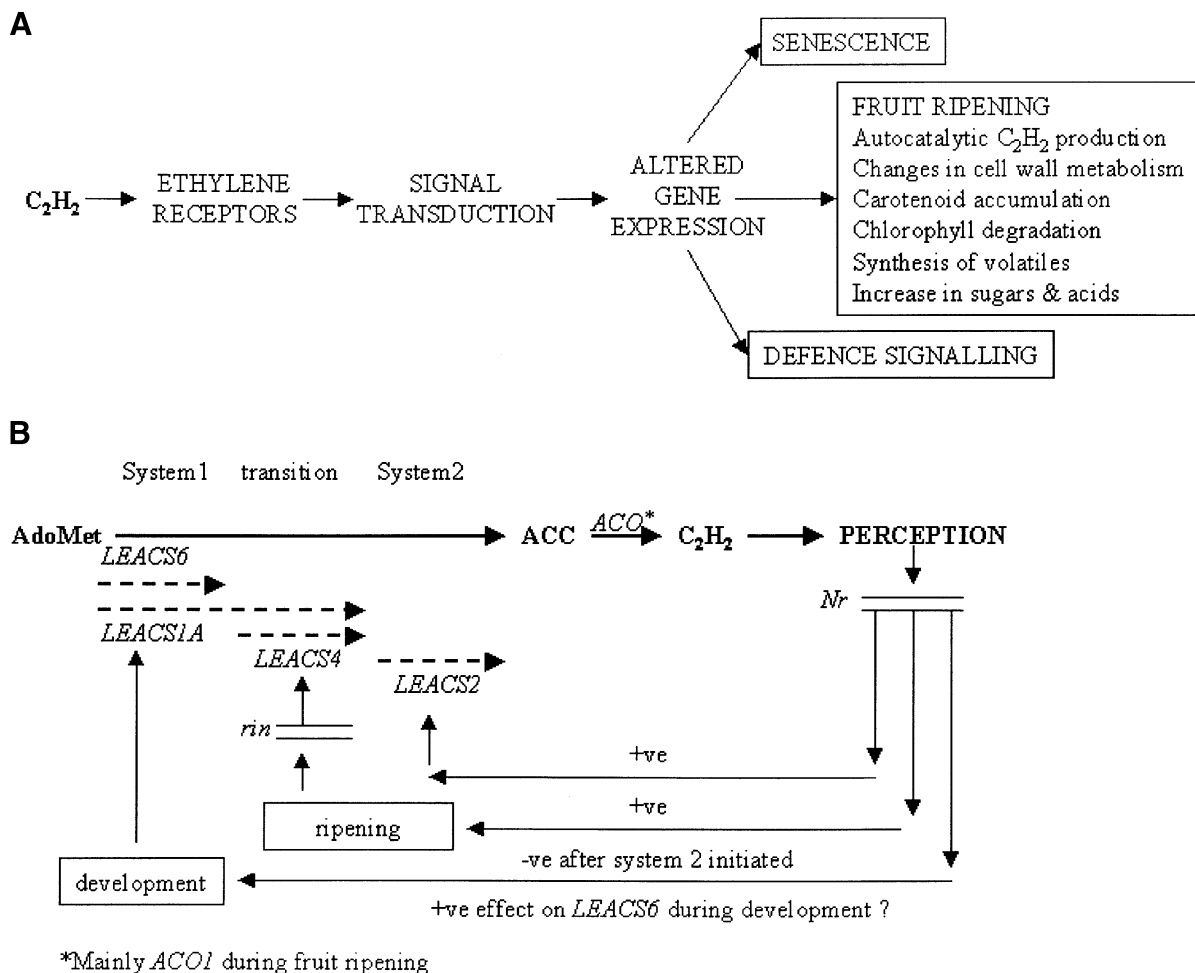 A
SENESCENCE
FRUIT RIPENING
Autocatalytic C₂H₂ production
Changes in cell wall metabolism
Carotenoid accumulation
Chlorophyll degradation
Synthesis of volatiles
Increase in sugars & acids
C₂H₂
ETHYLENE
RECEPTORS
SIGNAL
TRANSDUCTION
ALTERED
GENE
EXPRESSION
DEFENCE SIGNALLING
B
System1 transition System2
AdoMet
ACC
ACO*
C₂H₂
PERCEPTION
LEACS6
LEACS1A
LEACS4
LEACS2
Nr
rin
+ve
+ve
ripening
-ve after system 2 initiated
development
+ve effect on LEACS6 during development ?
*Mainly ACO1 during fruit ripening